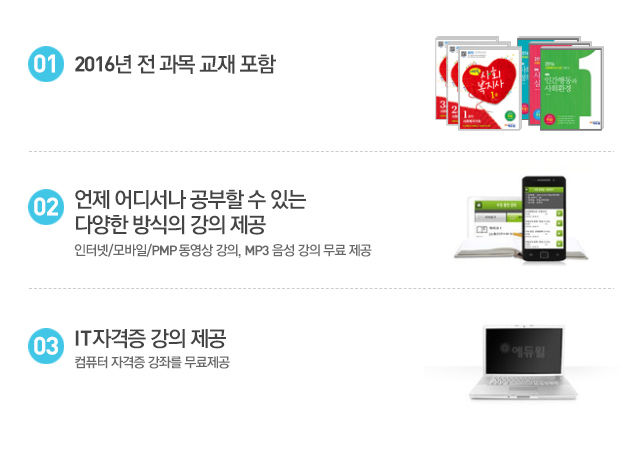 01
2016년 전 과목 교재 포함
사회
복지사
1급
2016
인간행동과
사회환경
02
언제 어디서나 공부할 수 있는
다양한 방식의 강의 제공
인터넷/모바일/PMP 동영상 강의, MP3 음성 강의 무료 제공
03
IT자격증 강의 제공
컴퓨터 자격증 강좌를 무료제공
에듀윌